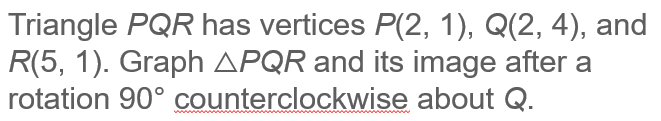 Triangle PQR has vertices P(2, 1), Q(2, 4), and
R(5, 1). Graph △PQR and its image after a
rotation 90° counterclockwise about Q.